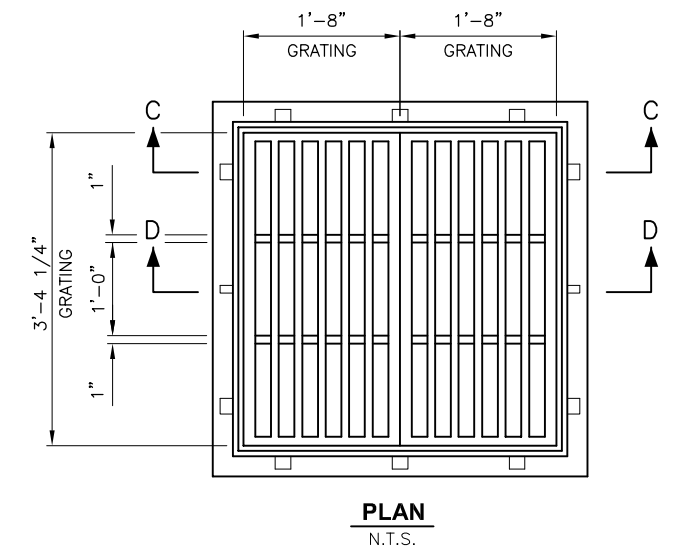 1'-8" 1'-8"
GRATING GRATING
C C
1"
D D
3'-4 1/4"
GRATING
1'-0"
1"
PLAN
N.T.S.